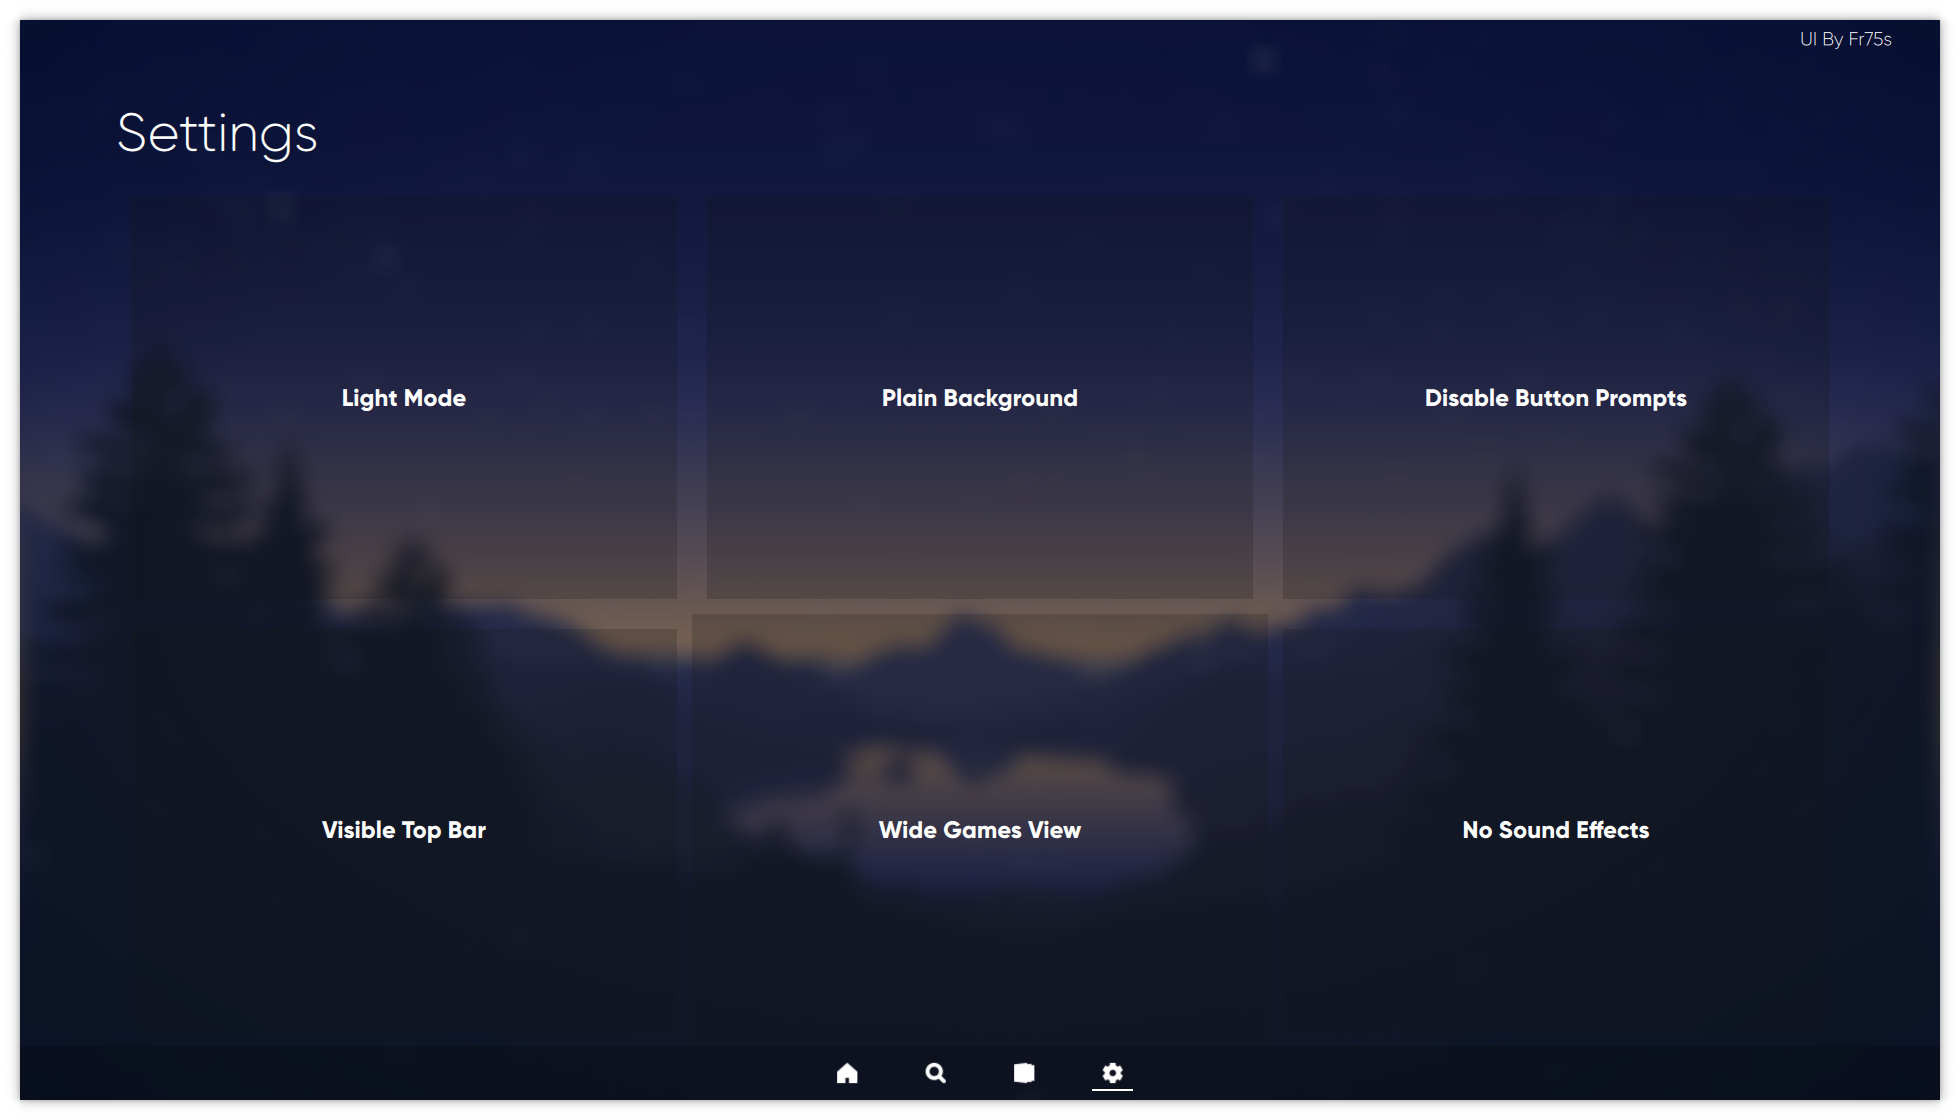 UI By Fr75s
Settings
Light Mode
Plain Background
Disable Button Prompts
Visible Top Bar
Wide Games View
No Sound Effects